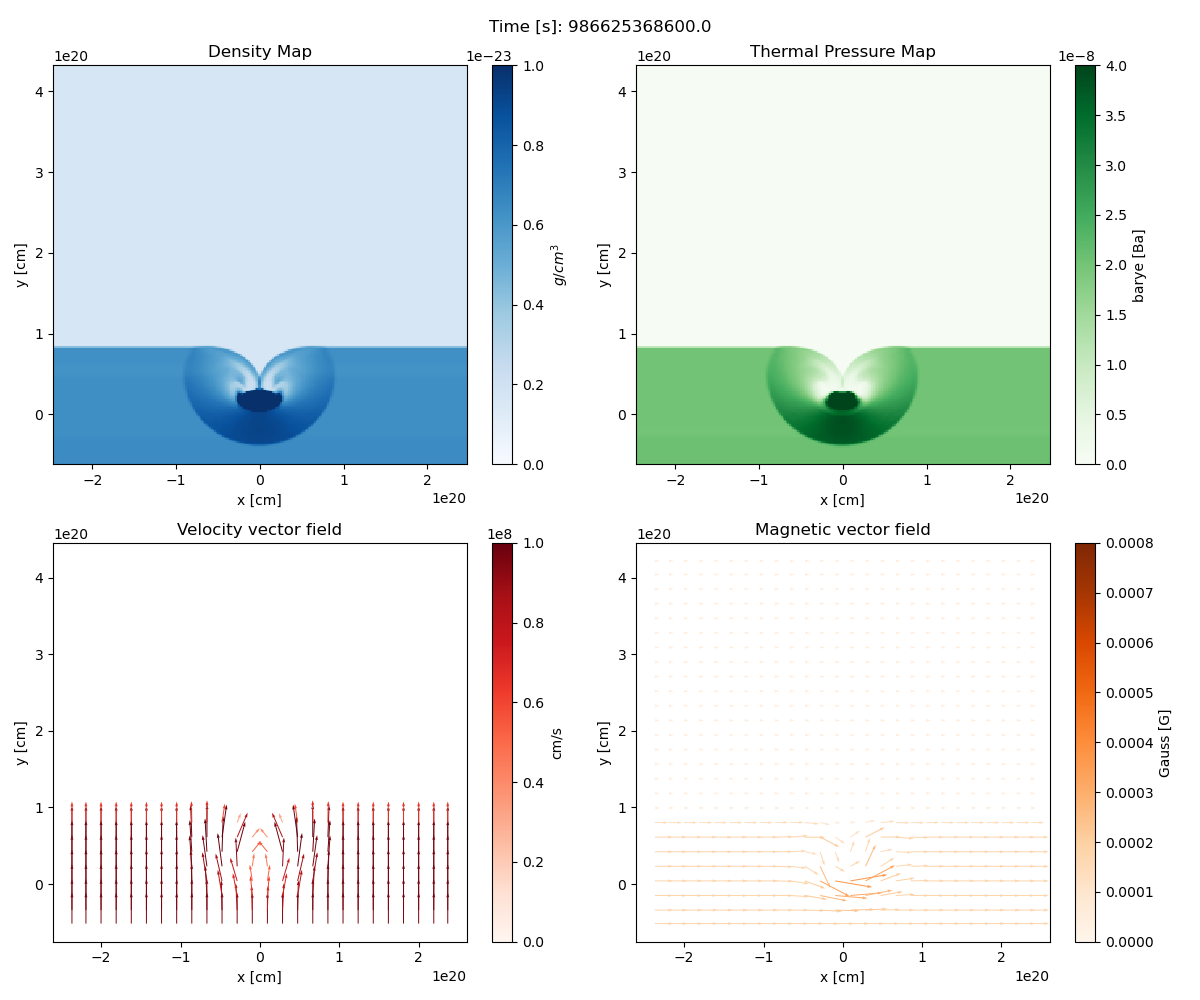 Time [s]: 986625368600.0
Density Map
1e20
1e−23
4
3
2
1
0
y [cm]
−2 −1 0 1 2
x [cm]
1e20
1.0
0.8
0.6
0.4
0.2
0.0
g/cm³
Thermal Pressure Map
1e20
1e−8
4
3
2
1
0
y [cm]
−2 −1 0 1 2
x [cm]
1e20
4.0
3.5
3.0
2.5
2.0
1.5
1.0
0.5
0.0
barye [Ba]
Velocity vector field
1e20
1e8
4
3
2
1
0
y [cm]
−2 −1 0 1 2
x [cm]
1e20
1.0
0.8
0.6
0.4
0.2
0.0
cm/s
Magnetic vector field
1e20
4
3
2
1
0
y [cm]
−2 −1 0 1 2
x [cm]
1e20
0.0008
0.0007
0.0006
0.0005
0.0004
0.0003
0.0002
0.0001
0.0000
Gauss [G]